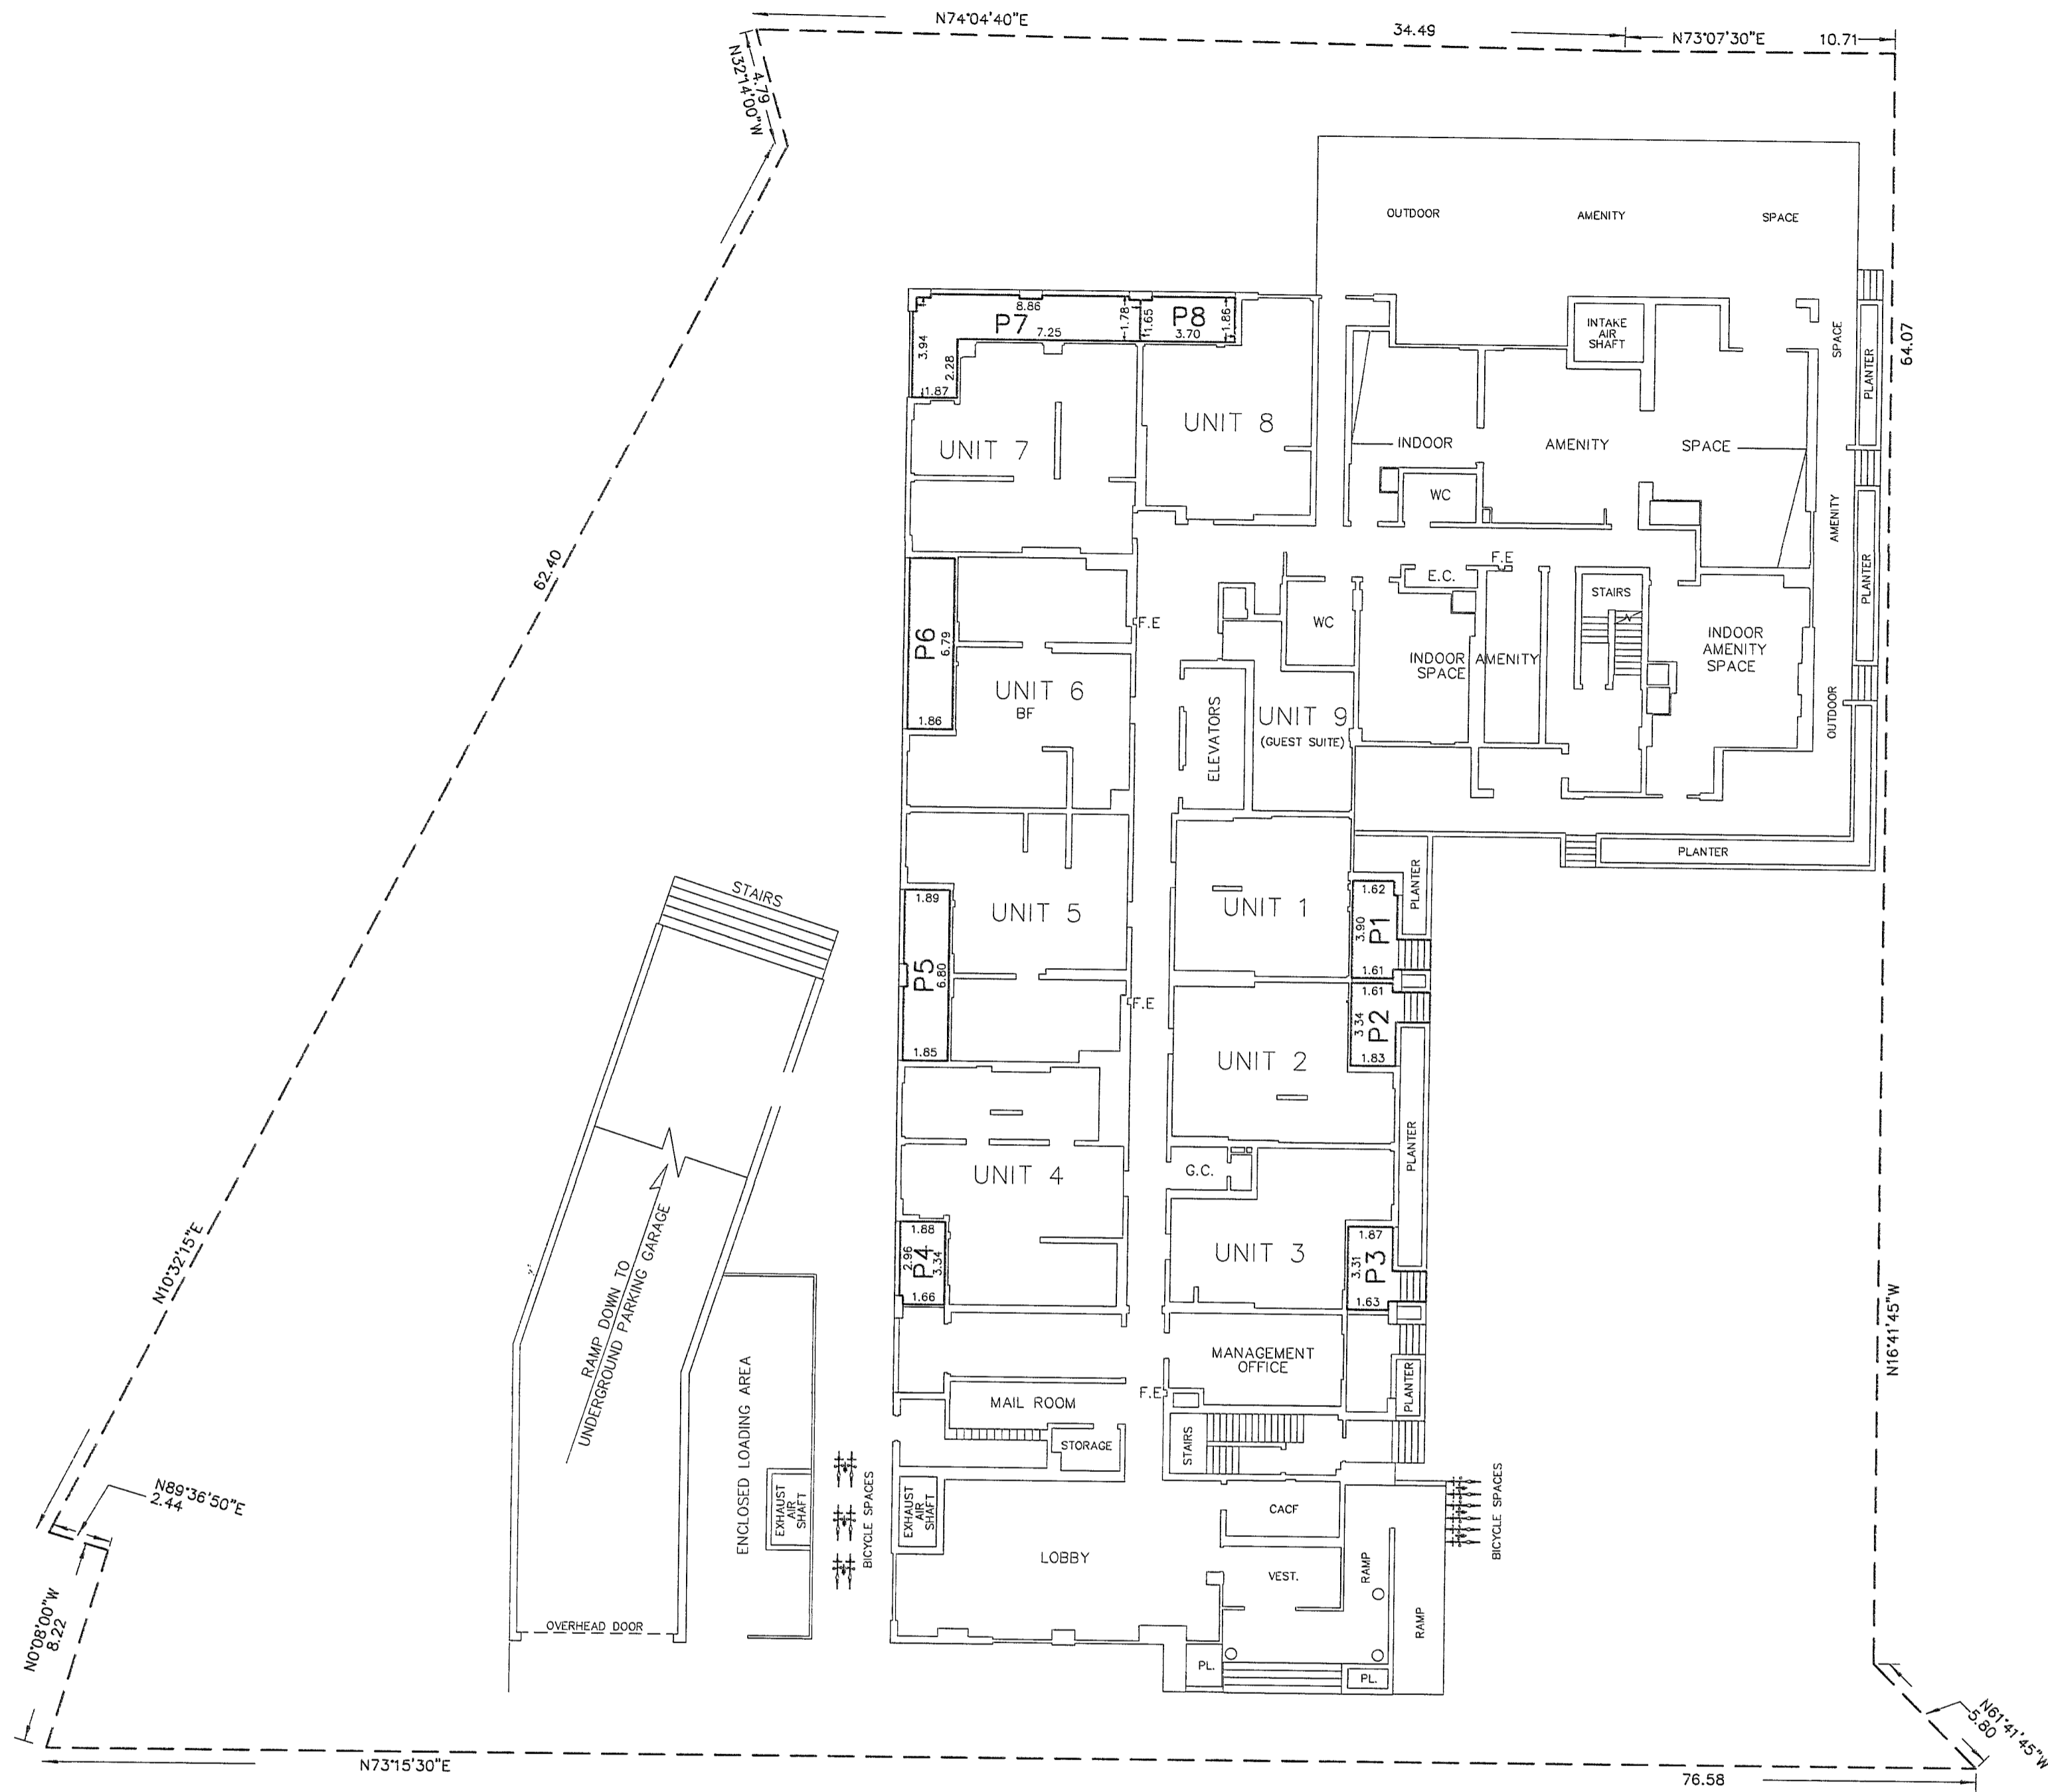 N74°04'40"E
34.49
N73°07'30"E
10.71
4.79
N32°14'00"W
OUTDOOR AMENITY SPACE
8.86
P7
7.25
1.78
1.65
P8
3.70
1.86
3.94
2.28
1.87
INTAKE
AIR
SHAFT
SPACE
PLANTER
64.07
UNIT 7
UNIT 8
INDOOR AMENITY SPACE
WC
AMENITY
62.40
F.E
E.C.
STAIRS
PLANTER
P6
6.79
1.86
F.E
WC
UNIT 6
BF
INDOOR AMENITY
SPACE
INDOOR
AMENITY
SPACE
OUTDOOR
ELEVATORS
UNIT 9
(GUEST SUITE)
PLANTER
STAIRS
1.89
UNIT 5
P5
6.80
1.85
F.E
UNIT 1
1.62
P1
3.90
1.61
PLANTER
1.61
P2
3 34
1.83
UNIT 2
PLANTER
UNIT 4
G.C.
1.88
P4
2.96
3.34
1.66
UNIT 3
1.87
P3
3.31
1.63
N10°32'15"E
RAMP DOWN TO
UNDERGROUND PARKING GARAGE
N16°41'45"W
MANAGEMENT
OFFICE
PLANTER
F.E
MAIL ROOM
STORAGE
STAIRS
ENCLOSED LOADING AREA
N89°36'50"E
2.44
EXHAUST
AIR
SHAFT
BICYCLE SPACES
EXHAUST
AIR
SHAFT
CACF
BICYCLE SPACES
LOBBY
VEST.
RAMP
RAMP
N0°08'00"W
8.22
OVERHEAD DOOR
PL.
PL.
N61°41'45"W
5.80
N73°15'30"E
76.58